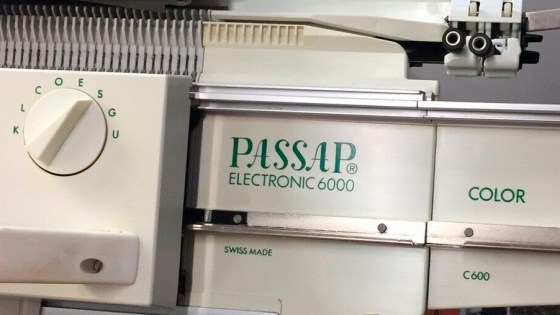 K L C O E S G U
PASSAP®
ELECTRONIC 6000
SWISS MADE
COLOR
C600